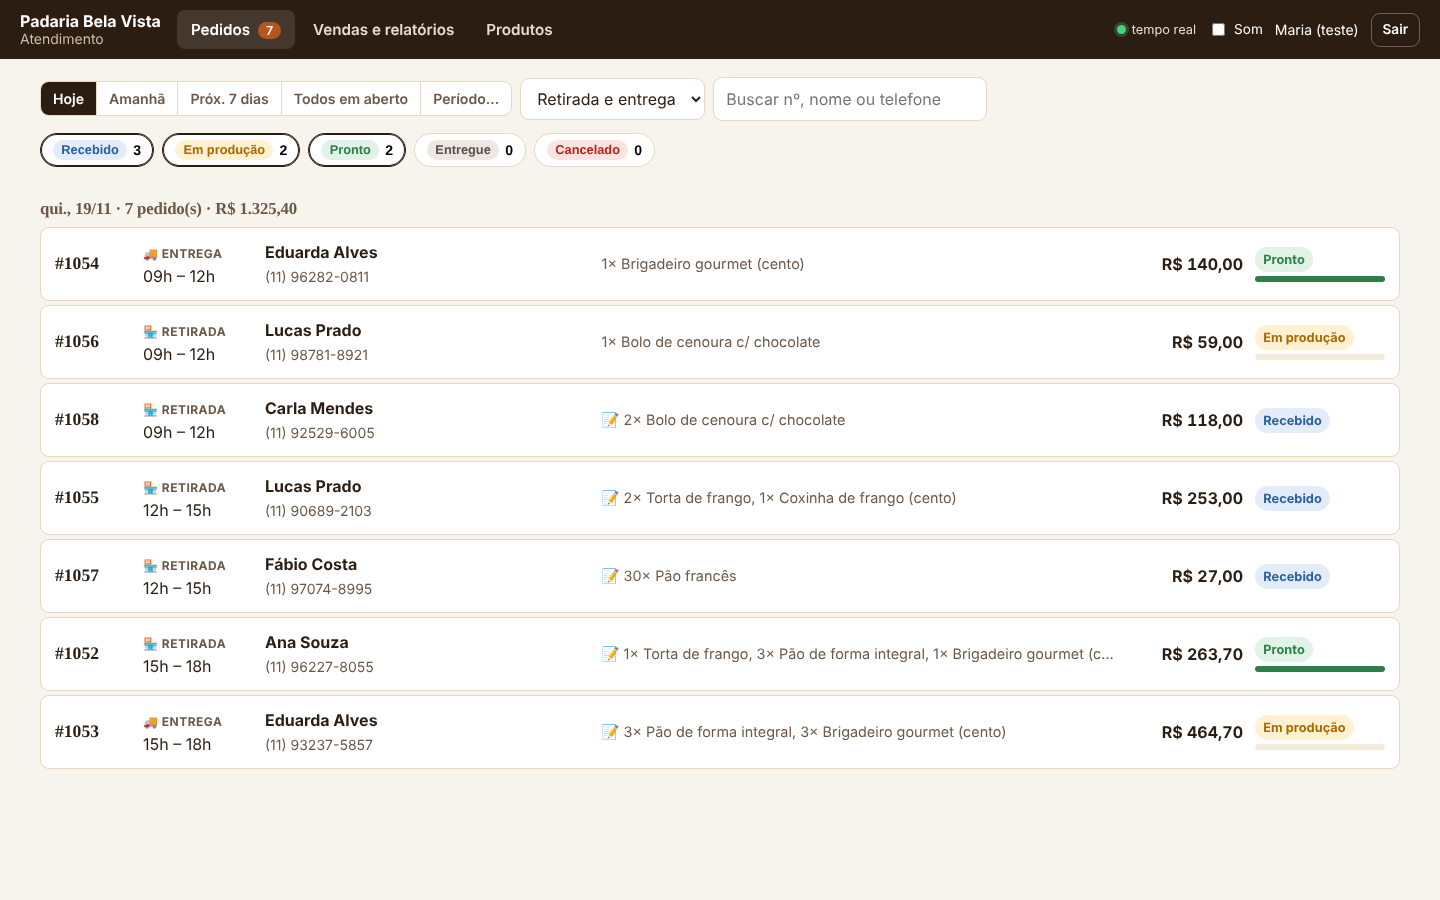 Padaria Bela Vista
Atendimento
Pedidos 7
Vendas e relatórios
Produtos
tempo real
Som
Maria (teste)
Sair
Hoje
Amanhã
Próx. 7 dias
Todos em aberto
Período...
Retirada e entrega
Buscar nº, nome ou telefone
Recebido 3
Em produção 2
Pronto 2
Entregue 0
Cancelado 0
qui., 19/11 · 7 pedido(s) · R$ 1.325,40
#1054
ENTREGA
09h – 12h
Eduarda Alves
(11) 96282-0811
1× Brigadeiro gourmet (cento)
R$ 140,00
Pronto
#1056
RETIRADA
09h – 12h
Lucas Prado
(11) 98781-8921
1× Bolo de cenoura c/ chocolate
R$ 59,00
Em produção
#1058
RETIRADA
09h – 12h
Carla Mendes
(11) 92529-6005
2× Bolo de cenoura c/ chocolate
R$ 118,00
Recebido
#1055
RETIRADA
12h – 15h
Lucas Prado
(11) 90689-2103
2× Torta de frango, 1× Coxinha de frango (cento)
R$ 253,00
Recebido
#1057
RETIRADA
12h – 15h
Fábio Costa
(11) 97074-8995
30× Pão francês
R$ 27,00
Recebido
#1052
RETIRADA
15h – 18h
Ana Souza
(11) 96227-8055
1× Torta de frango, 3× Pão de forma integral, 1× Brigadeiro gourmet (c...
R$ 263,70
Pronto
#1053
ENTREGA
15h – 18h
Eduarda Alves
(11) 93237-5857
3× Pão de forma integral, 3× Brigadeiro gourmet (cento)
R$ 464,70
Em produção